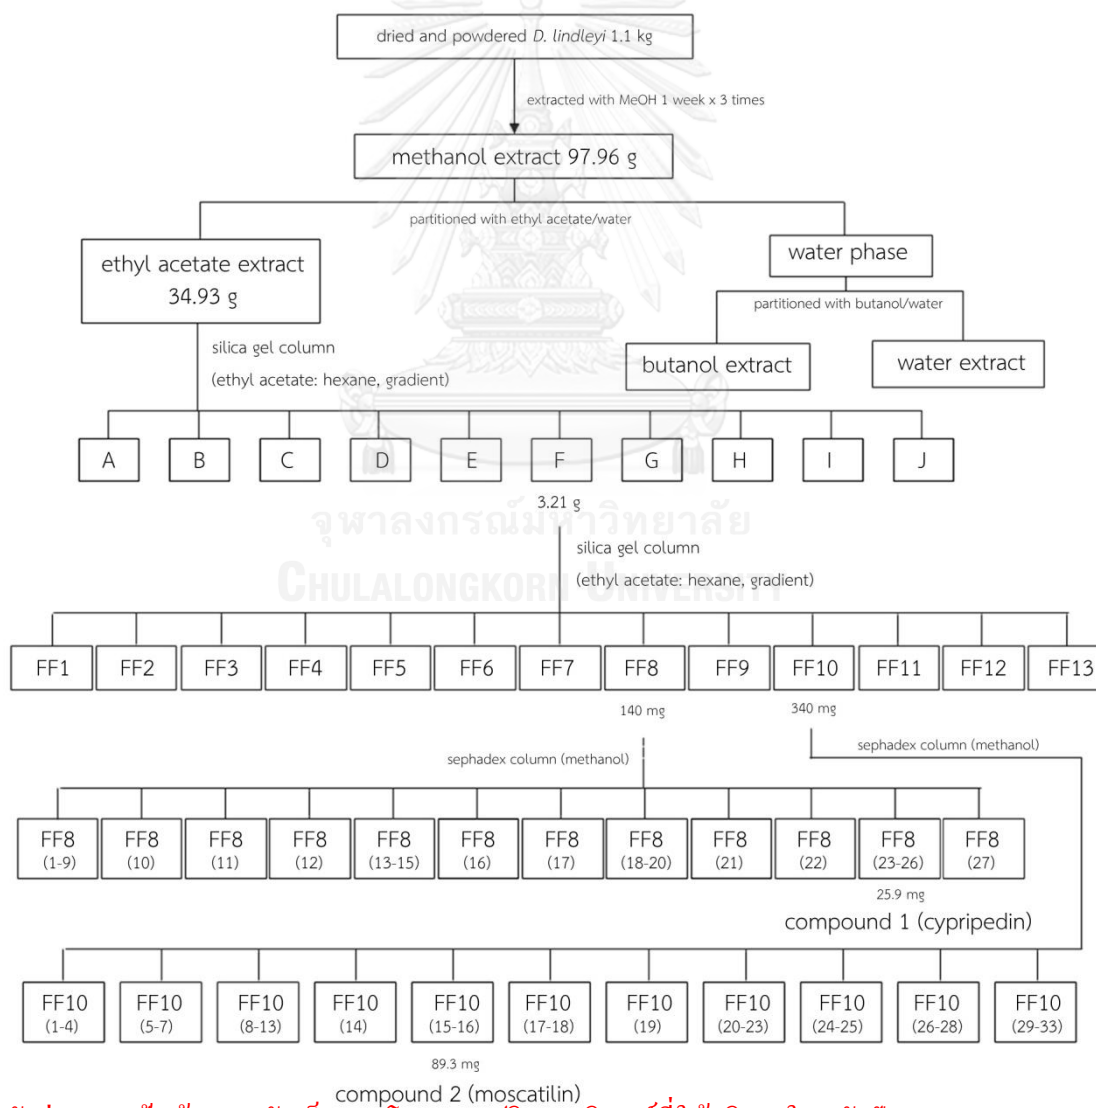 dried and powdered D. lindleyi 1.1 kg
extracted with MeOH 1 week x 3 times
methanol extract 97.96 g
partitioned with ethyl acetate/water
ethyl acetate extract
34.93 g
water phase
partitioned with butanol/water
butanol extract
water extract
silica gel column
(ethyl acetate: hexane, gradient)
A B C D E F G H I J
3.21 g
จุฬาลงกรณ์มหาวิทยาลัย
CHULALONGKORN UNIVERSITY
silica gel column
(ethyl acetate: hexane, gradient)
FF1 FF2 FF3 FF4 FF5 FF6 FF7 FF8 FF9 FF10 FF11 FF12 FF13
140 mg
340 mg
sephadex column (methanol)
sephadex column (methanol)
FF8 FF8 FF8 FF8 FF8 FF8 FF8 FF8 FF8 FF8 FF8 FF8
(1-9) (10) (11) (12) (13-15) (16) (17) (18-20) (21) (22) (23-26) (27)
25.9 mg
compound 1 (cypripedin)
FF10 FF10 FF10 FF10 FF10 FF10 FF10 FF10 FF10 FF10 FF10
(1-4) (5-7) (8-13) (14) (15-16) (17-18) (19) (20-23) (24-25) (26-28) (29-33)
89.3 mg
compound 2 (moscatilin)